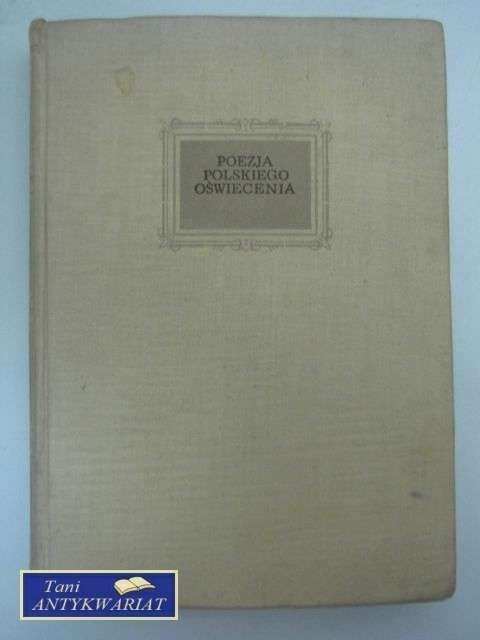 POEZJA
POLSKIEGO
OŚWIECENIA
Tani
ANTYKWARIAT